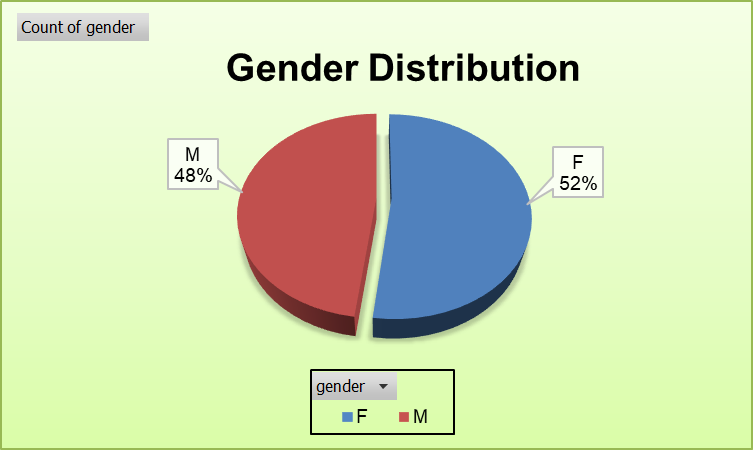 Count of gender
Gender Distribution
M
48%
F
52%
gender
F M